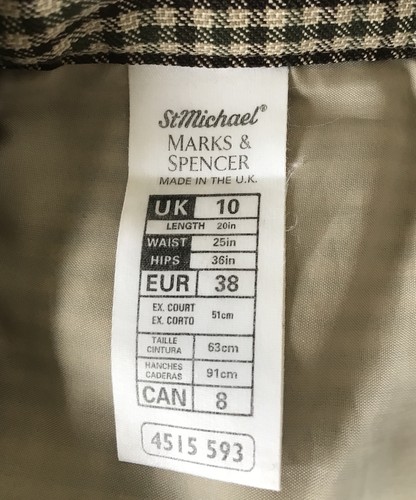 StMichael®
MARKS &
SPENCER
MADE IN THE U.K.
UK 10
LENGTH 20in
WAIST 25in
HIPS 36in
EUR 38
EX. COURT
EX. CORTO 51cm
TAILLE
CINTURA 63cm
HANCHES
CADERAS 91cm
CAN 8
4515 593